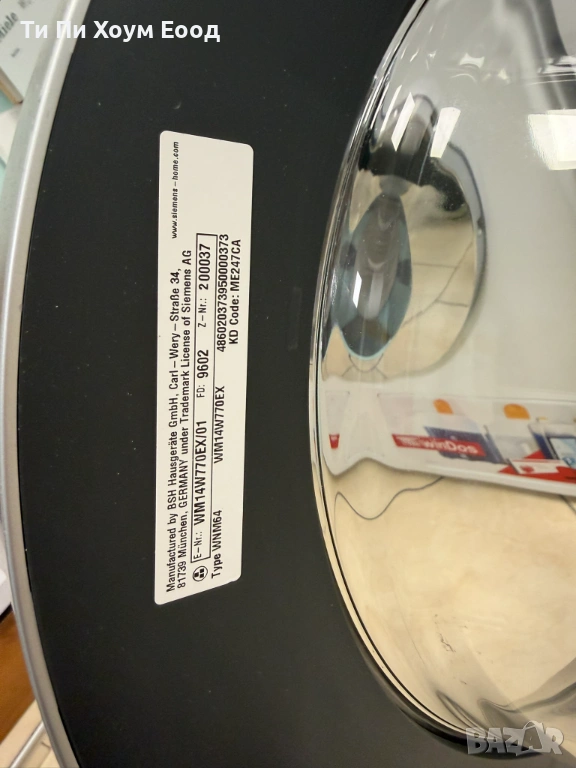 Ти Пи Хоум Еоод
Manufactured by BSH Hausgeräte GmbH, Carl-Wery-Straße 34,
81739 München, GERMANY under Trademark License of Siemens AG
www.siemens-home.com
E-Nr.: WM14W770EX/01 FD: 9602 Z-Nr.: 200037
Type WNM64 WM14W770EX 486020373950000373
KD Code: ME247CA
winDos
BAZAR